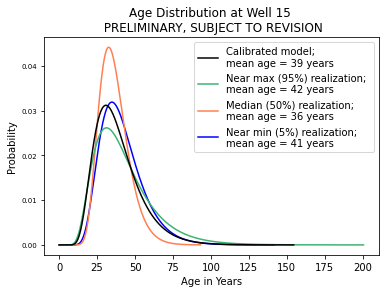 Age Distribution at Well 15
PRELIMINARY, SUBJECT TO REVISION
Calibrated model;
mean age = 39 years
Near max (95%) realization;
mean age = 42 years
Median (50%) realization;
mean age = 36 years
Near min (5%) realization;
mean age = 41 years
Probability
0.04
0.03
0.02
0.01
0.00
0 25 50 75 100 125 150 175 200
Age in Years